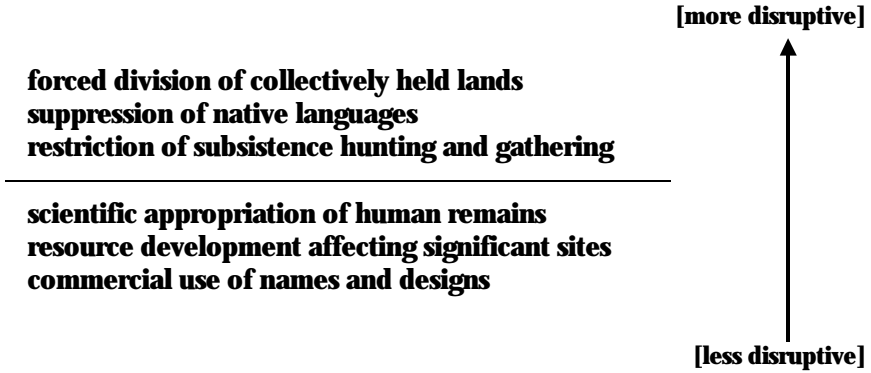 [more disruptive]
forced division of collectively held lands
suppression of native languages
restriction of subsistence hunting and gathering
scientific appropriation of human remains
resource development affecting significant sites
commercial use of names and designs
[less disruptive]